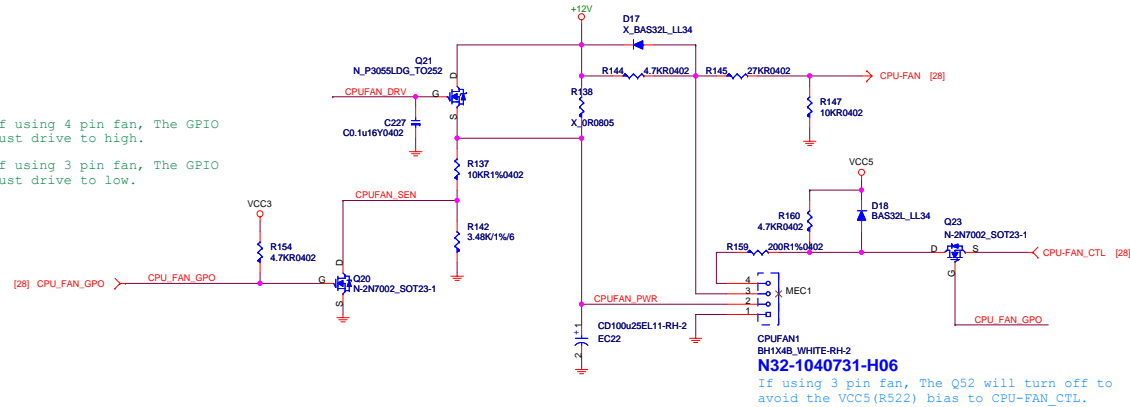 +12V
D17
X_BAS32L_LL34
Q21
N_P3055LDG_TO252
D
G
S
CPUFAN_DRV
C227
C0.1u16Y0402
R144
4.7KR0402
R145
27KR0402
CPU-FAN [28]
R138
X_0R0805
R147
10KR0402
f using 4 pin fan, The GPIO
ust drive to high.
f using 3 pin fan, The GPIO
ust drive to low.
R137
10KR1%0402
CPUFAN_SEN
R142
3.48K/1%/6
VCC3
R154
4.7KR0402
[28] CPU_FAN_GPO
CPU_FAN_GPO
D
G
S
Q20
N-2N7002_SOT23-1
VCC5
R160
4.7KR0402
D18
BAS32L_LL34
Q23
N-2N7002_SOT23-1
R159
200R1%0402
D
S
G
CPU-FAN_CTL [28]
CPU_FAN_GPO
CPUFAN_PWR
4
3
2
1
MEC1
+
1
2
CD100u25EL11-RH-2
EC22
CPUFAN1
BH1X4B_WHITE-RH-2
N32-1040731-H06
If using 3 pin fan, The Q52 will turn off to
avoid the VCC5(R522) bias to CPU-FAN_CTL.